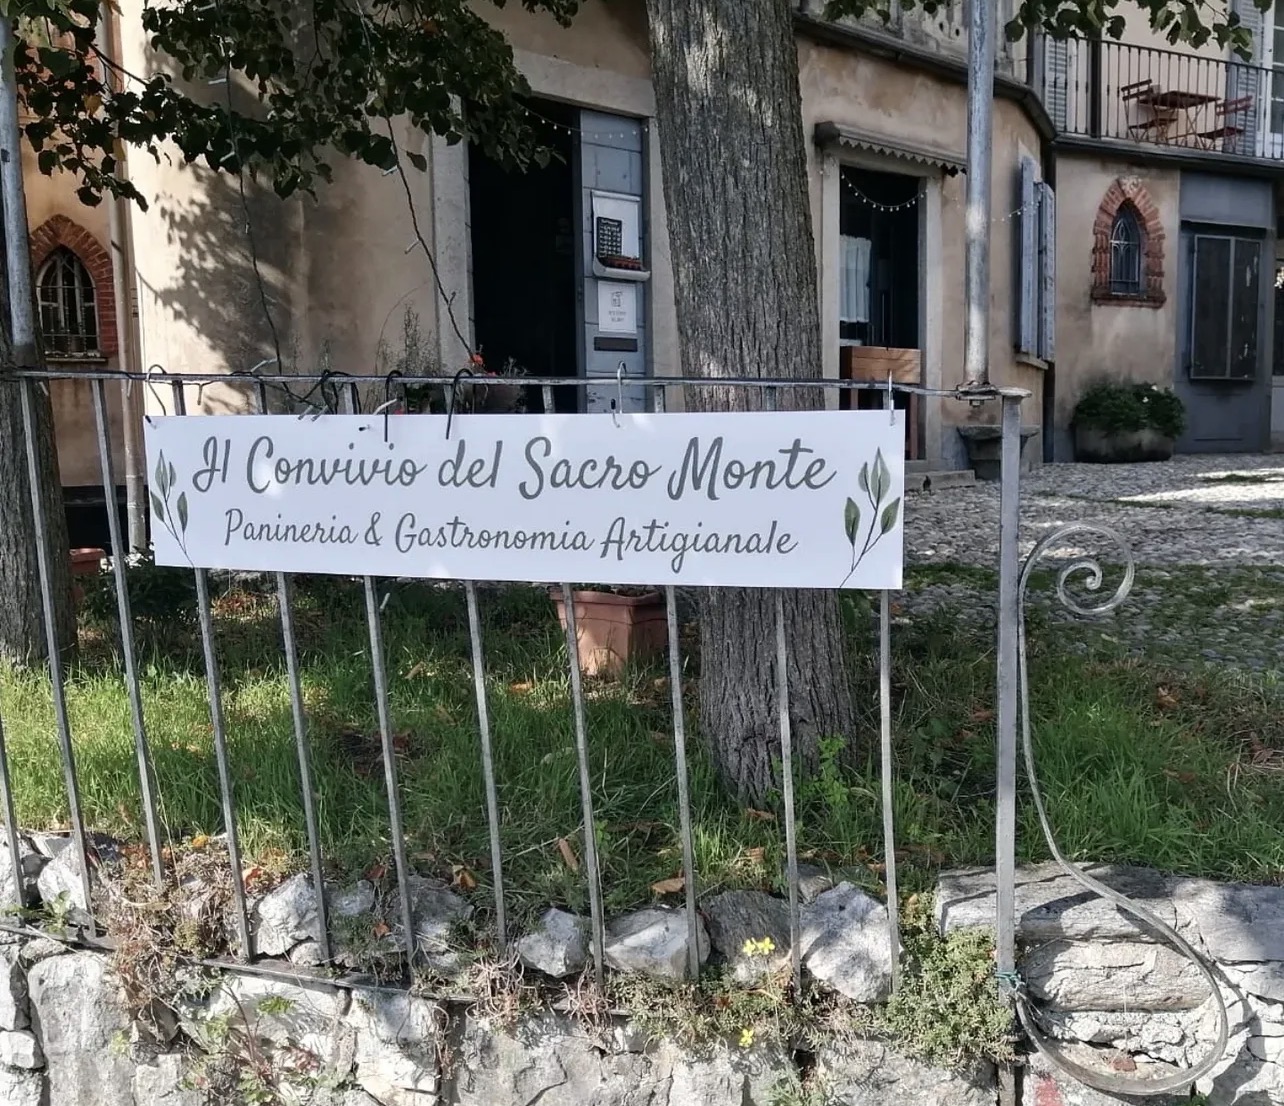 Il Convivio del Sacro Monte
Panineria & Gastronomia Artigianale